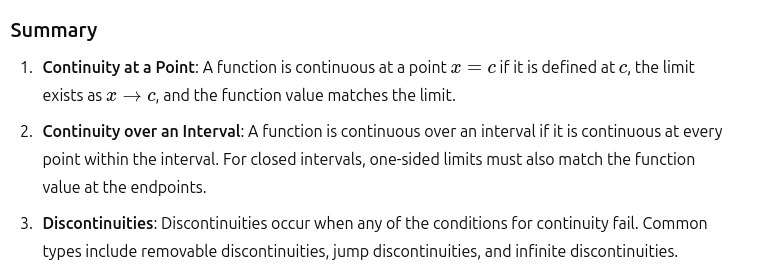 Summary
1. Continuity at a Point: A function is continuous at a point x = c if it is defined at c, the limit
exists as x → c, and the function value matches the limit.
2. Continuity over an Interval: A function is continuous over an interval if it is continuous at every
point within the interval. For closed intervals, one-sided limits must also match the function
value at the endpoints.
3. Discontinuities: Discontinuities occur when any of the conditions for continuity fail. Common
types include removable discontinuities, jump discontinuities, and infinite discontinuities.